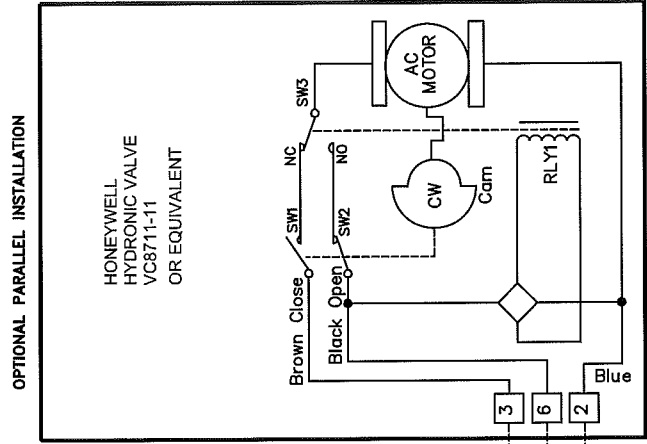 OPTIONAL PARALLEL INSTALLATION
HONEYWELL
HYDRONIC VALVE
VC8711-11
OR EQUIVALENT
AC
MOTOR
SW3
NC
NO
SW1
SW2
CW
Cam
RLY1
Brown Close
Black Open
Blue
3
6
2